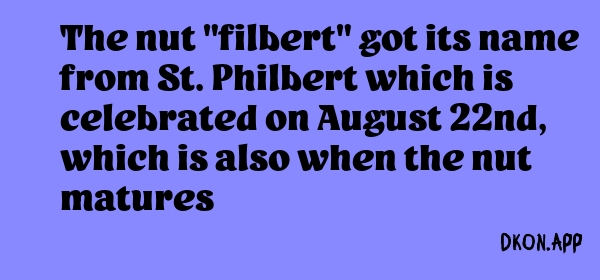 The nut "filbert" got its name
from St. Philbert which is
celebrated on August 22nd,
which is also when the nut
matures
DKON.APP